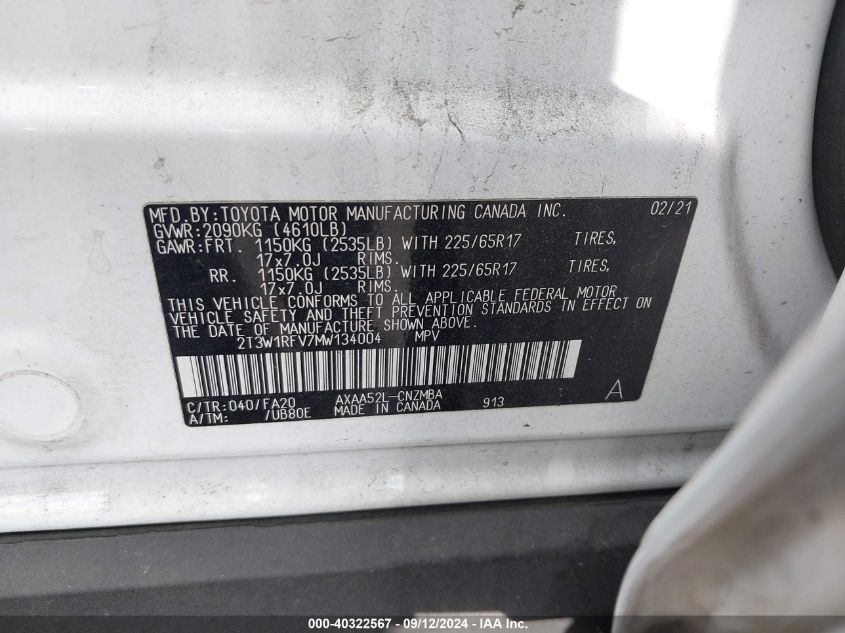 MFD.BY:TOYOTA MOTOR MANUFACTURING CANADA INC. 02/21
GVWR:2090KG (4610LB)
GAWR:FRT. 1150KG (2535LB) WITH 225/65R17 TIRES,
17x7.0J RIMS.
RR. 1150KG (2535LB) WITH 225/65R17 TIRES,
17x7.0J RIMS.
THIS VEHICLE CONFORMS TO ALL APPLICABLE FEDERAL MOTOR
VEHICLE SAFETY AND THEFT PREVENTION STANDARDS IN EFFECT ON
THE DATE OF MANUFACTURE SHOWN ABOVE.
2T3W1RFV7MW134004 MPV
C/TR:040/FA20 AXAA52L-CNZMBA
A/TM: /UB80E MADE IN CANADA 913 A
000-40322567 - 09/12/2024 - IAA Inc.